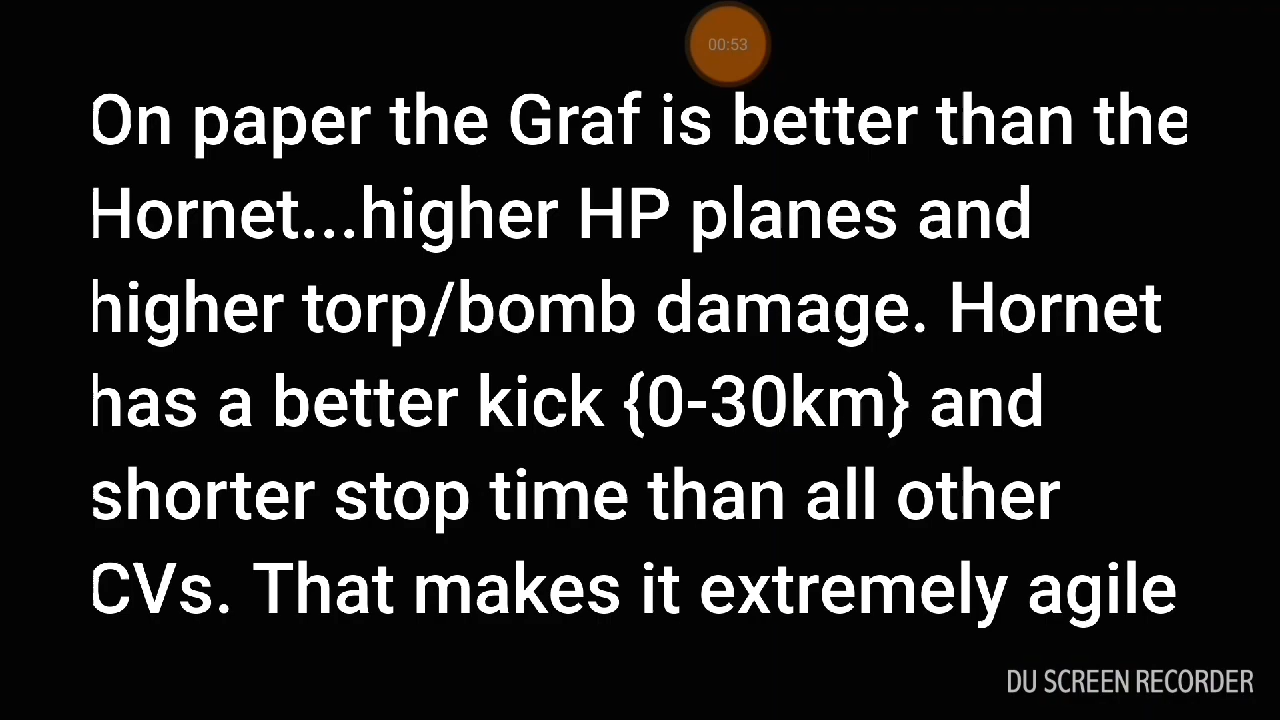 00:53
On paper the Graf is better than the
Hornet...higher HP planes and
higher torp/bomb damage. Hornet
has a better kick {0-30km} and
shorter stop time than all other
CVs. That makes it extremely agile
DU SCREEN RECORDER